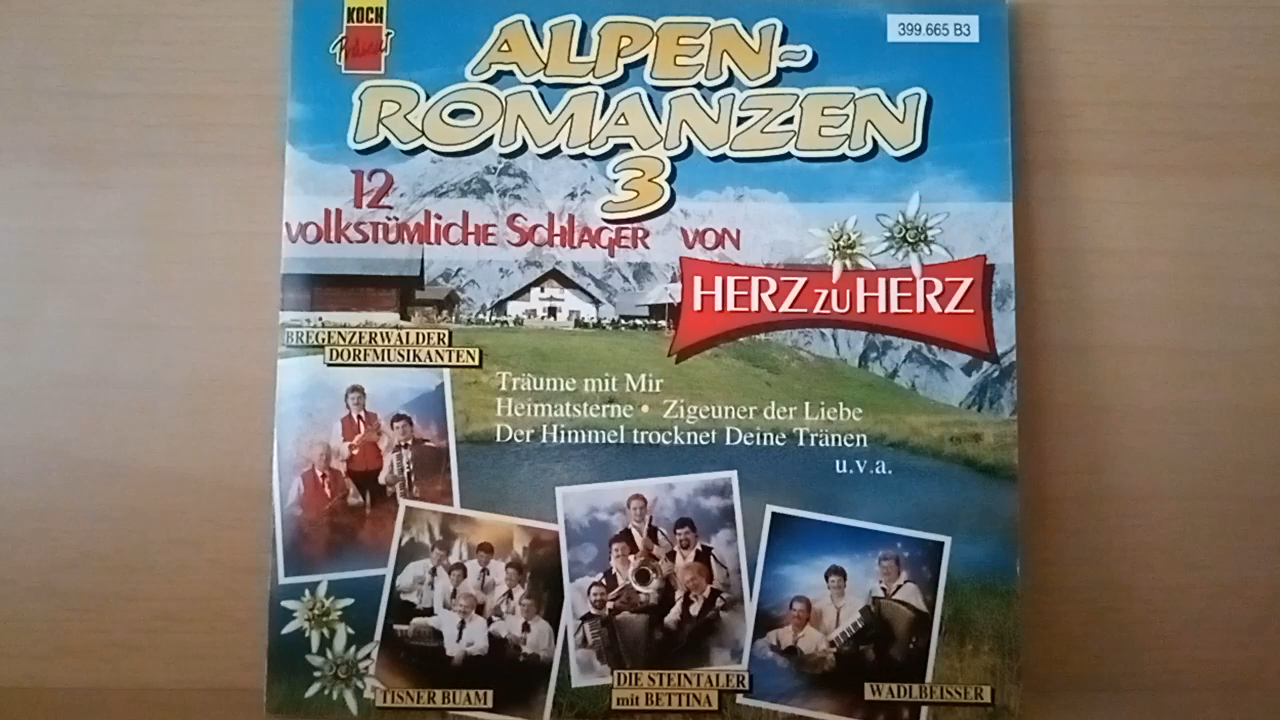 KOCH
Präsent
399.665 B3
ALPEN-
ROMANZEN
3
12
volkstümliche Schlager von
HERZ ZU HERZ
BREGENZERWÄLDER
DORFMUSIKANTEN
Träume mit Mir
Heimatsterne • Zigeuner der Liebe
Der Himmel trocknet Deine Tränen
u.v.a.
TISNER BUAM
DIE STEINTALER
mit BETTINA
WADLBEISSER